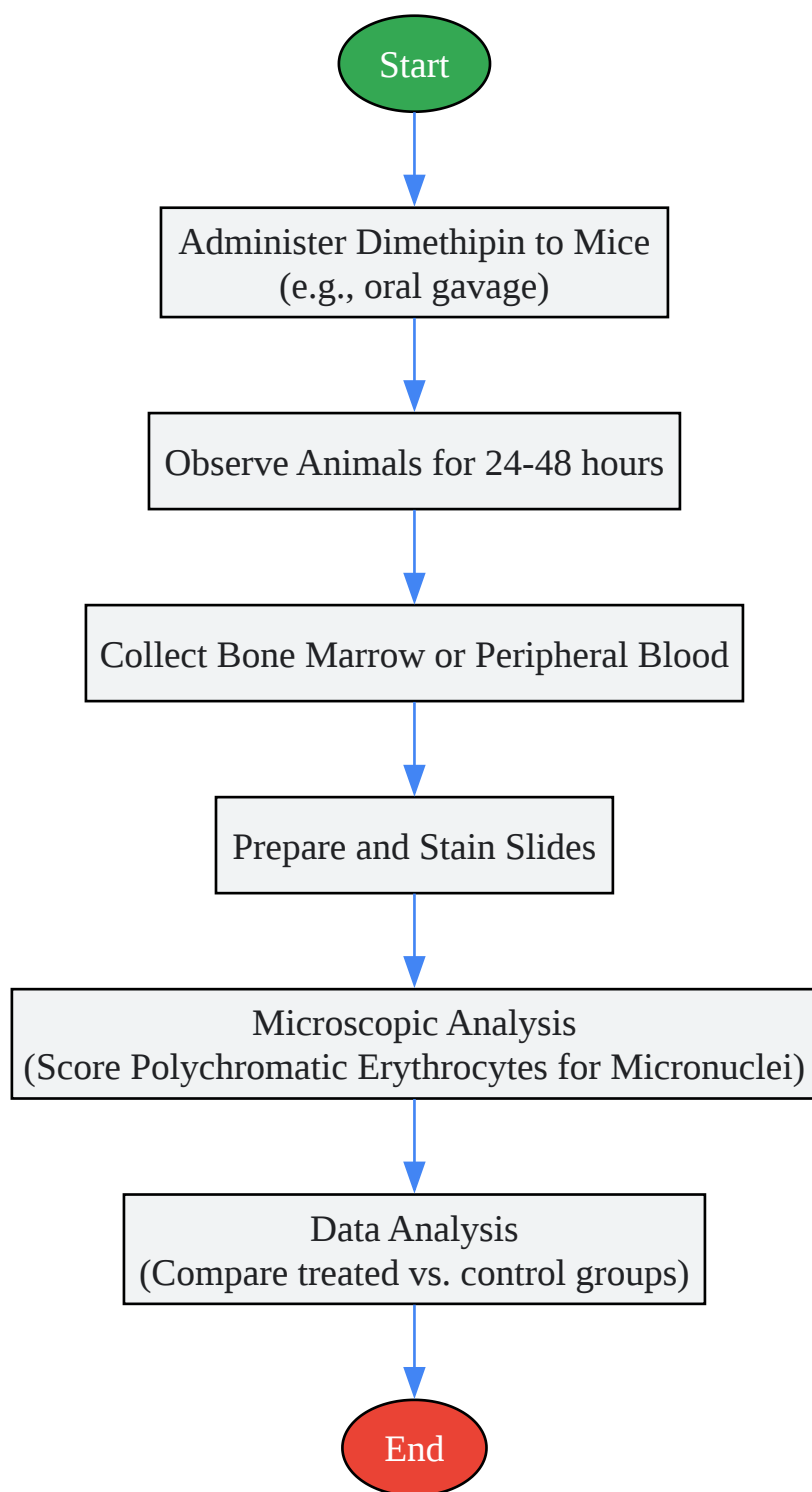 Start
Administer Dimethipin to Mice
(e.g., oral gavage)
Observe Animals for 24-48 hours
Collect Bone Marrow or Peripheral Blood
Prepare and Stain Slides
Microscopic Analysis
(Score Polychromatic Erythrocytes for Micronuclei)
Data Analysis
(Compare treated vs. control groups)
End